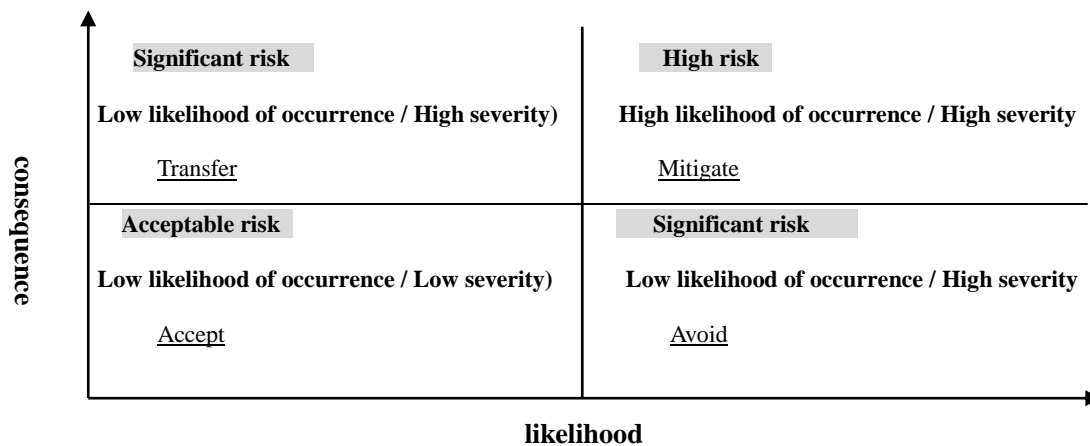 Significant risk
High risk
Low likelihood of occurrence / High severity)
High likelihood of occurrence / High severity
Transfer
Mitigate
consequence
Acceptable risk
Significant risk
Low likelihood of occurrence / Low severity)
Low likelihood of occurrence / High severity
Accept
Avoid
likelihood